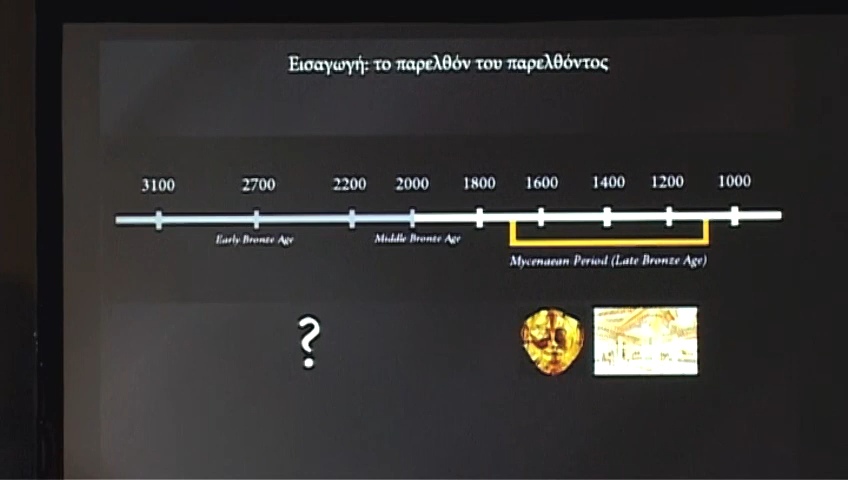 Εισαγωγή: το παρελθόν του παρελθόντος
3100 2700 2200 2000 1800 1600 1400 1200 1000
Early Bronze Age Middle Bronze Age
Mycenaean Period (Late Bronze Age)
?